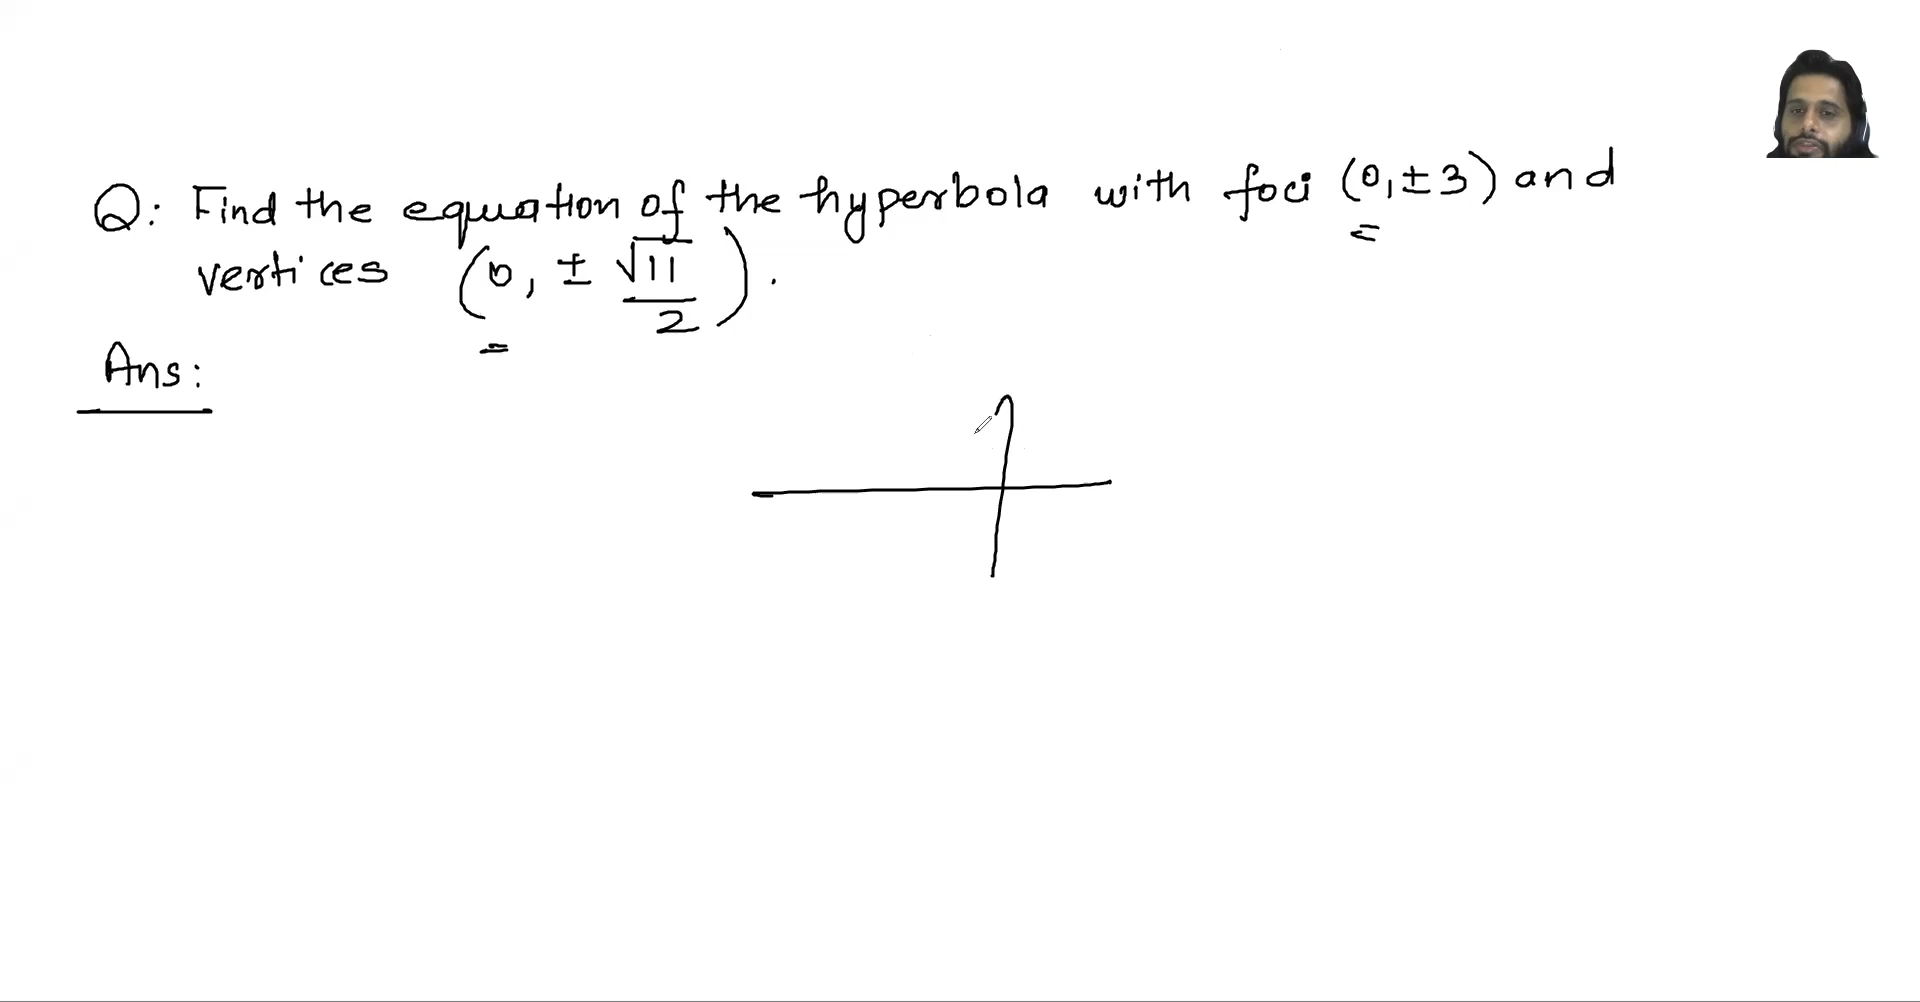 Q: Find the equation of the hyperbola with foci (0, ± 3) and
vertices (0, ± √11/2).
Ans: